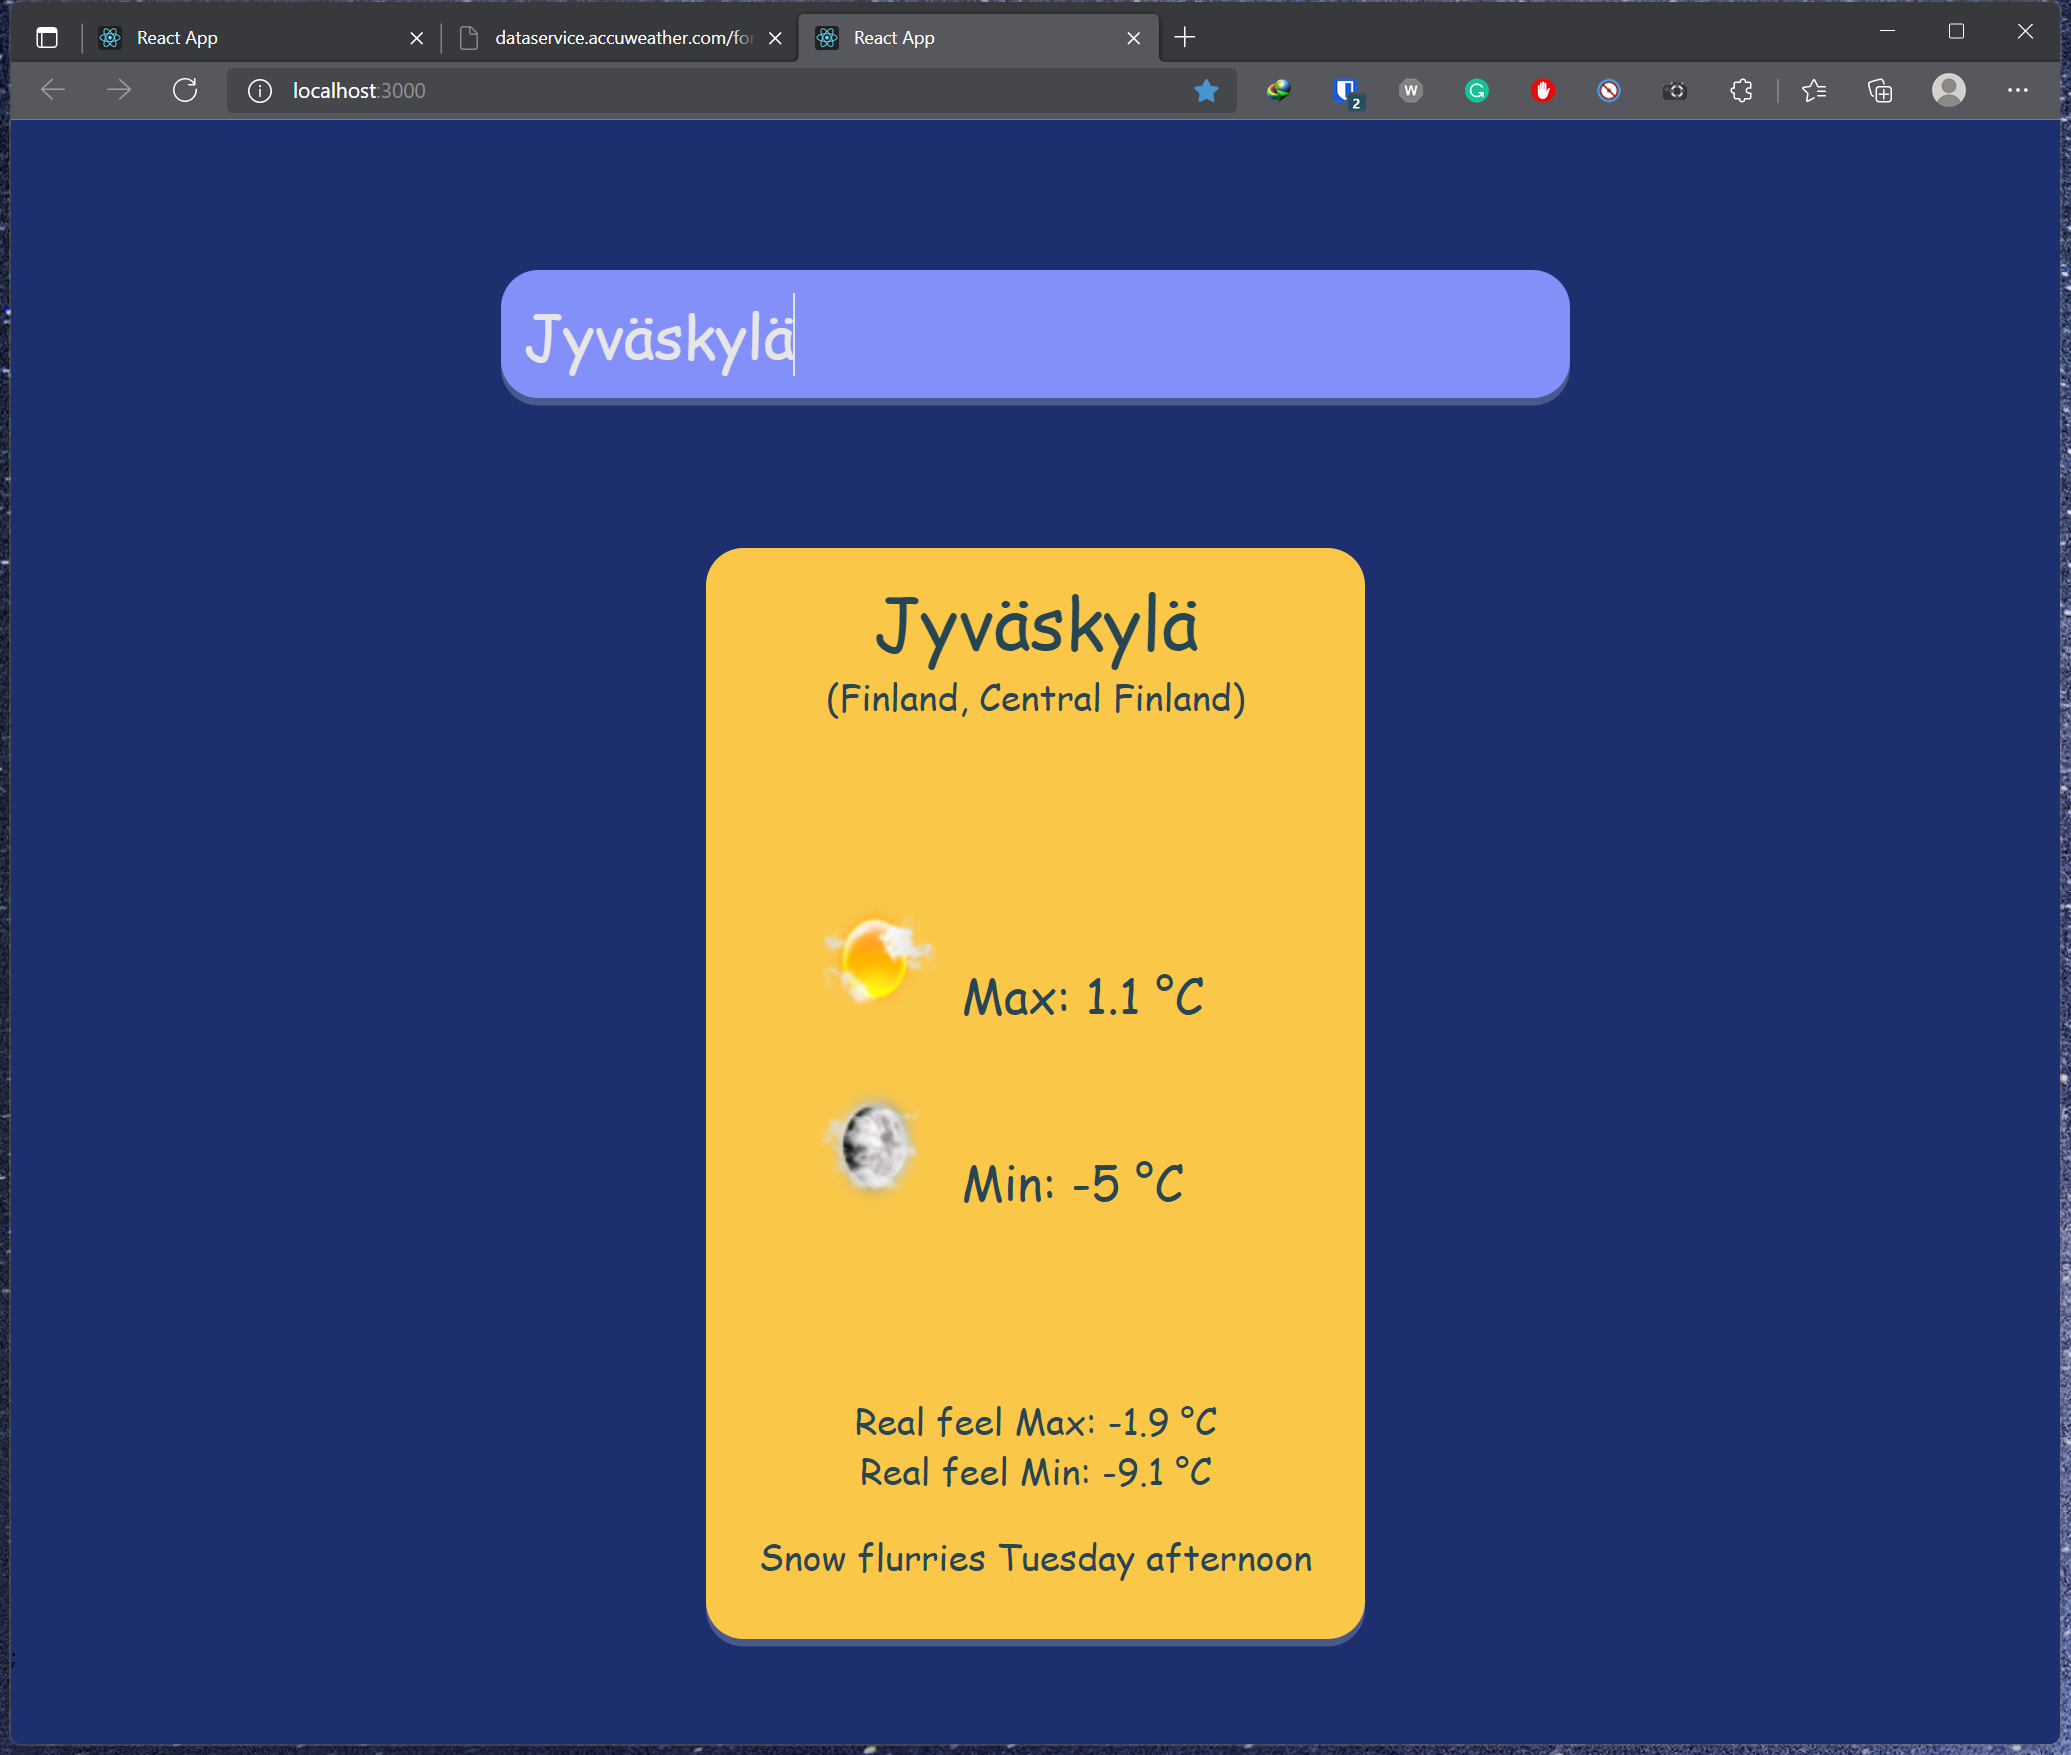 React App
dataservice.accuweather.com/for
React App
localhost:3000
2
W
G
Jyväskylä
Jyväskylä
(Finland, Central Finland)
Max: 1.1 °C
Min: -5 °C
Real feel Max: -1.9 °C
Real feel Min: -9.1 °C
Snow flurries Tuesday afternoon